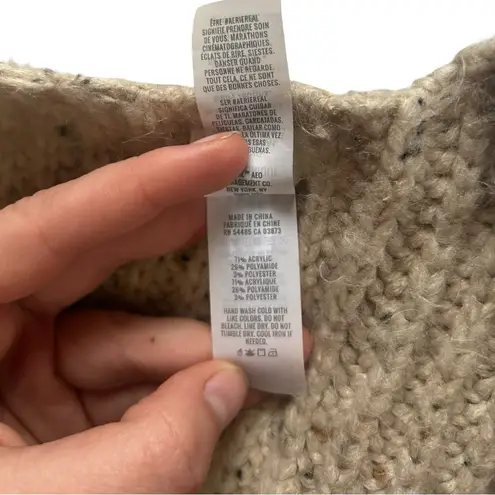 ÊTRE #AERIEREAL
SIGNIFIE PRENDRE SOIN
DE VOUS. MARATHONS
CINÉMATOGRAPHIQUES,
ÉCLATS DE RIRE, SIESTES.
DANSER QUAND
PERSONNE NE REGARDE.
TOUT CELA, CE NE SONT
QUE DES BONNES CHOSES.
SER #AERIEREAL
SIGNIFICA CUIDAR
DE TI. MARATONES DE
PELÍCULAS, CARCAJADAS,
SIESTAS, BAILAR COMO
ÚLTIMA VEZ
ESAS
BUENAS.
AEO
MANAGEMENT CO.
NEW YORK, NY
MADE IN CHINA
FABRIQUÉ EN CHINE
RN 54485 CA 03873
71% ACRYLIC
26% POLYAMIDE
3% POLYESTER
71% ACRYLIQUE
26% POLYAMIDE
3% POLYESTER
HAND WASH COLD WITH
LIKE COLORS. DO NOT
BLEACH. LINE DRY. DO NOT
TUMBLE DRY. COOL IRON IF
NEEDED.